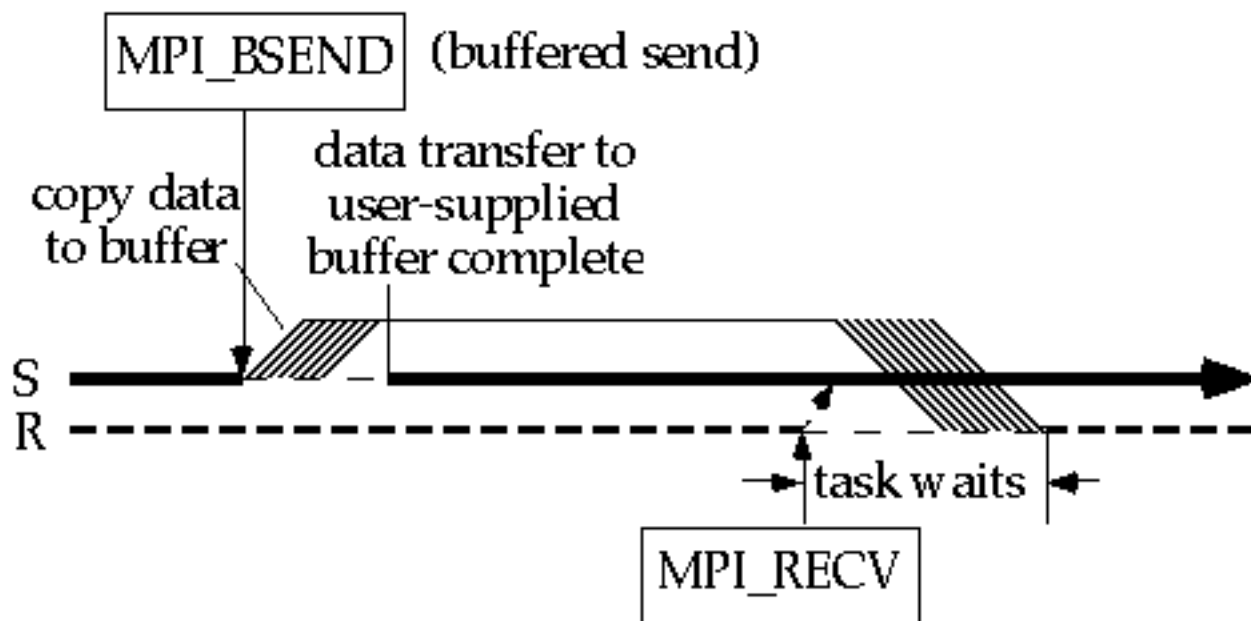 MPI_BSEND (buffered send)
copy data
to buffer
data transfer to
user-supplied
buffer complete
S
R
task waits
MPI_RECV